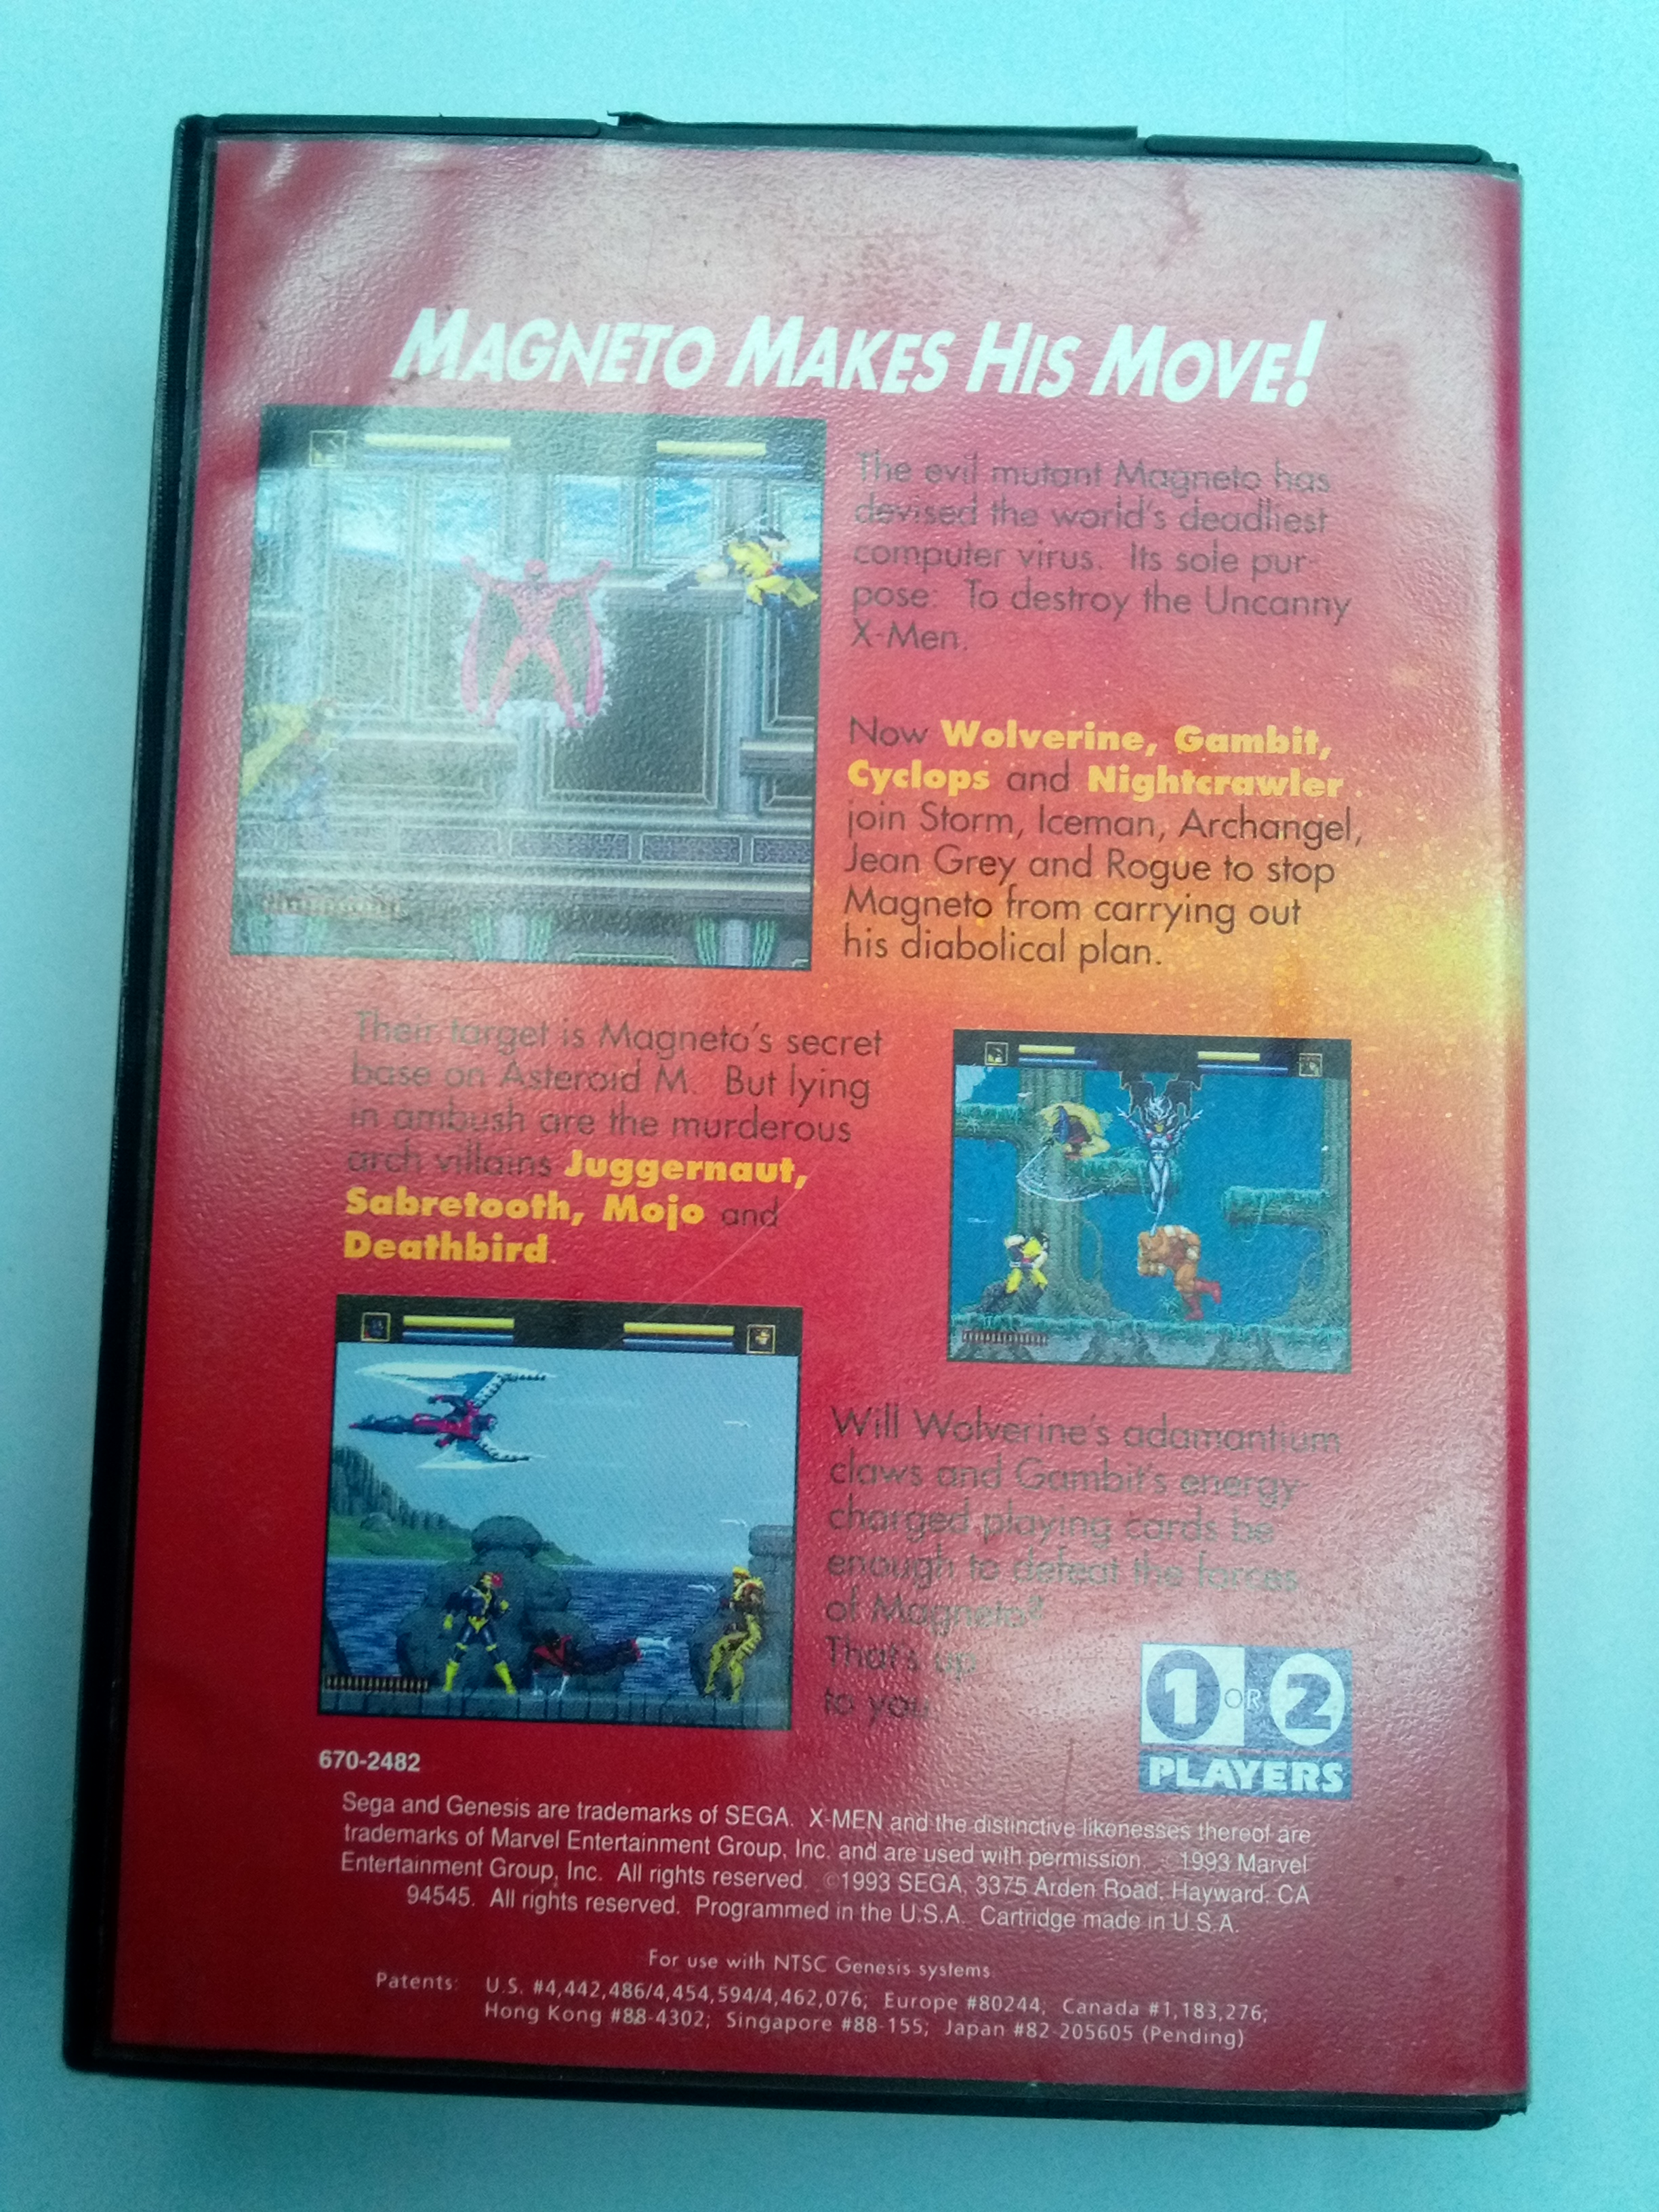 MAGNETO MAKES HIS MOVE!
The evil mutant Magneto has
devised the world's deadliest
computer virus. Its sole pur-
pose: To destroy the Uncanny
X-Men.
Now Wolverine, Gambit,
Cyclops and Nightcrawler
join Storm, Iceman, Archangel,
Jean Grey and Rogue to stop
Magneto from carrying out
his diabolical plan.
Their target is Magneto's secret
base on Asteroid M. But lying
in ambush are the murderous
arch villains Juggernaut,
Sabretooth, Mojo and
Deathbird.
Will Wolverine's adamantium
claws and Gambit's energy-
charged playing cards be
enough to defeat the forces
of Magneto?
That's up
to you.
1 OR 2
PLAYERS
670-2482
Sega and Genesis are trademarks of SEGA. X-MEN and the distinctive likenesses thereof are
trademarks of Marvel Entertainment Group, Inc. and are used with permission. © 1993 Marvel
Entertainment Group, Inc. All rights reserved. ©1993 SEGA, 3375 Arden Road, Hayward, CA
94545. All rights reserved. Programmed in the U.S.A. Cartridge made in U.S.A.
For use with NTSC Genesis systems.
Patents: U.S. #4,442,486/4,454,594/4,462,076; Europe #80244; Canada #1,183,276;
Hong Kong #88-4302; Singapore #88-155; Japan #82-205605 (Pending)